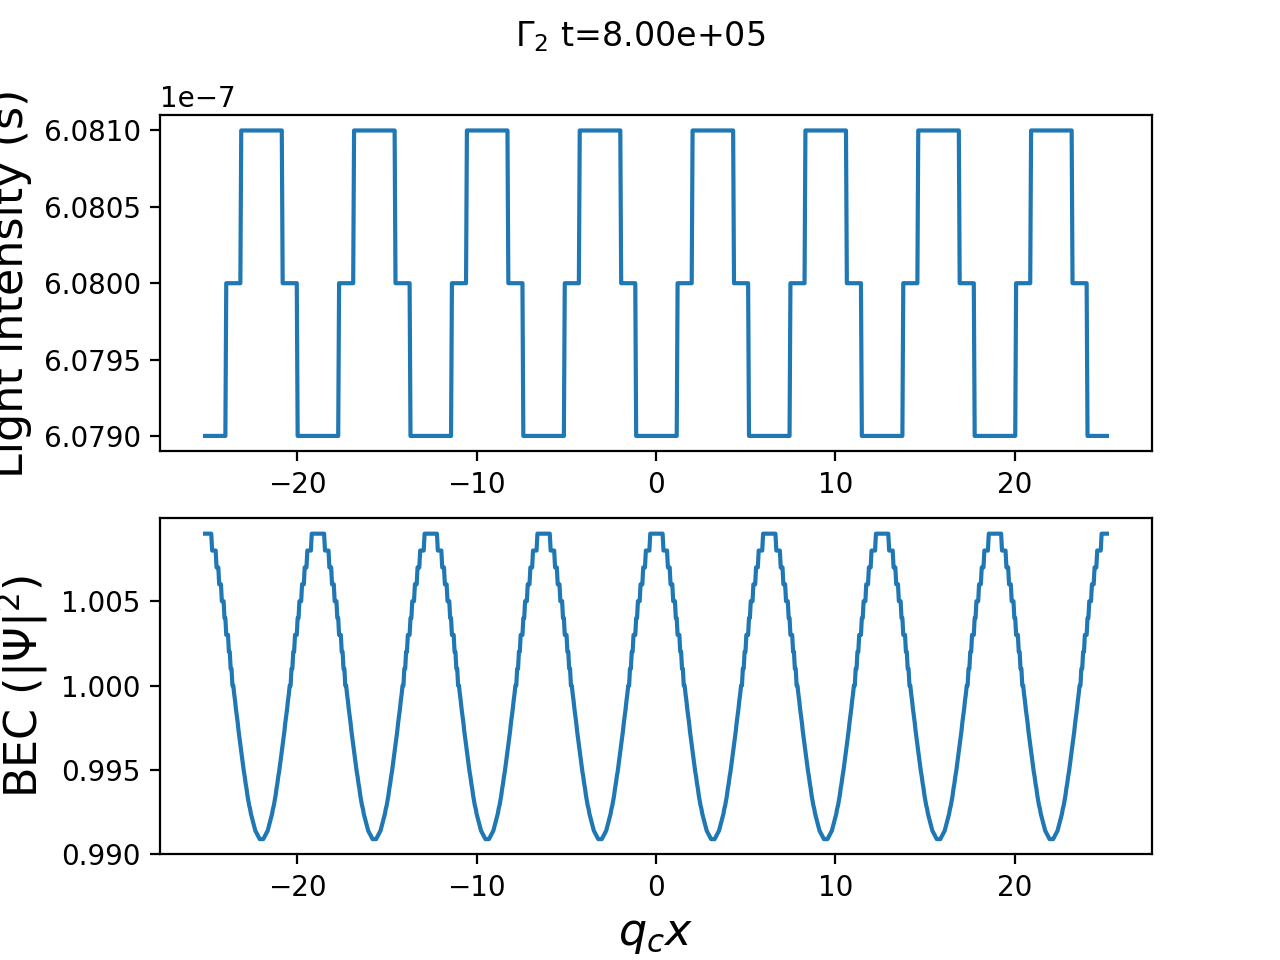 Γ₂ t=8.00e+05
1e−7
Light Intensity (s)
6.0810
6.0805
6.0800
6.0795
6.0790
−20 −10 0 10 20
BEC (|Ψ|²)
1.005
1.000
0.995
0.990
−20 −10 0 10 20
q_c x